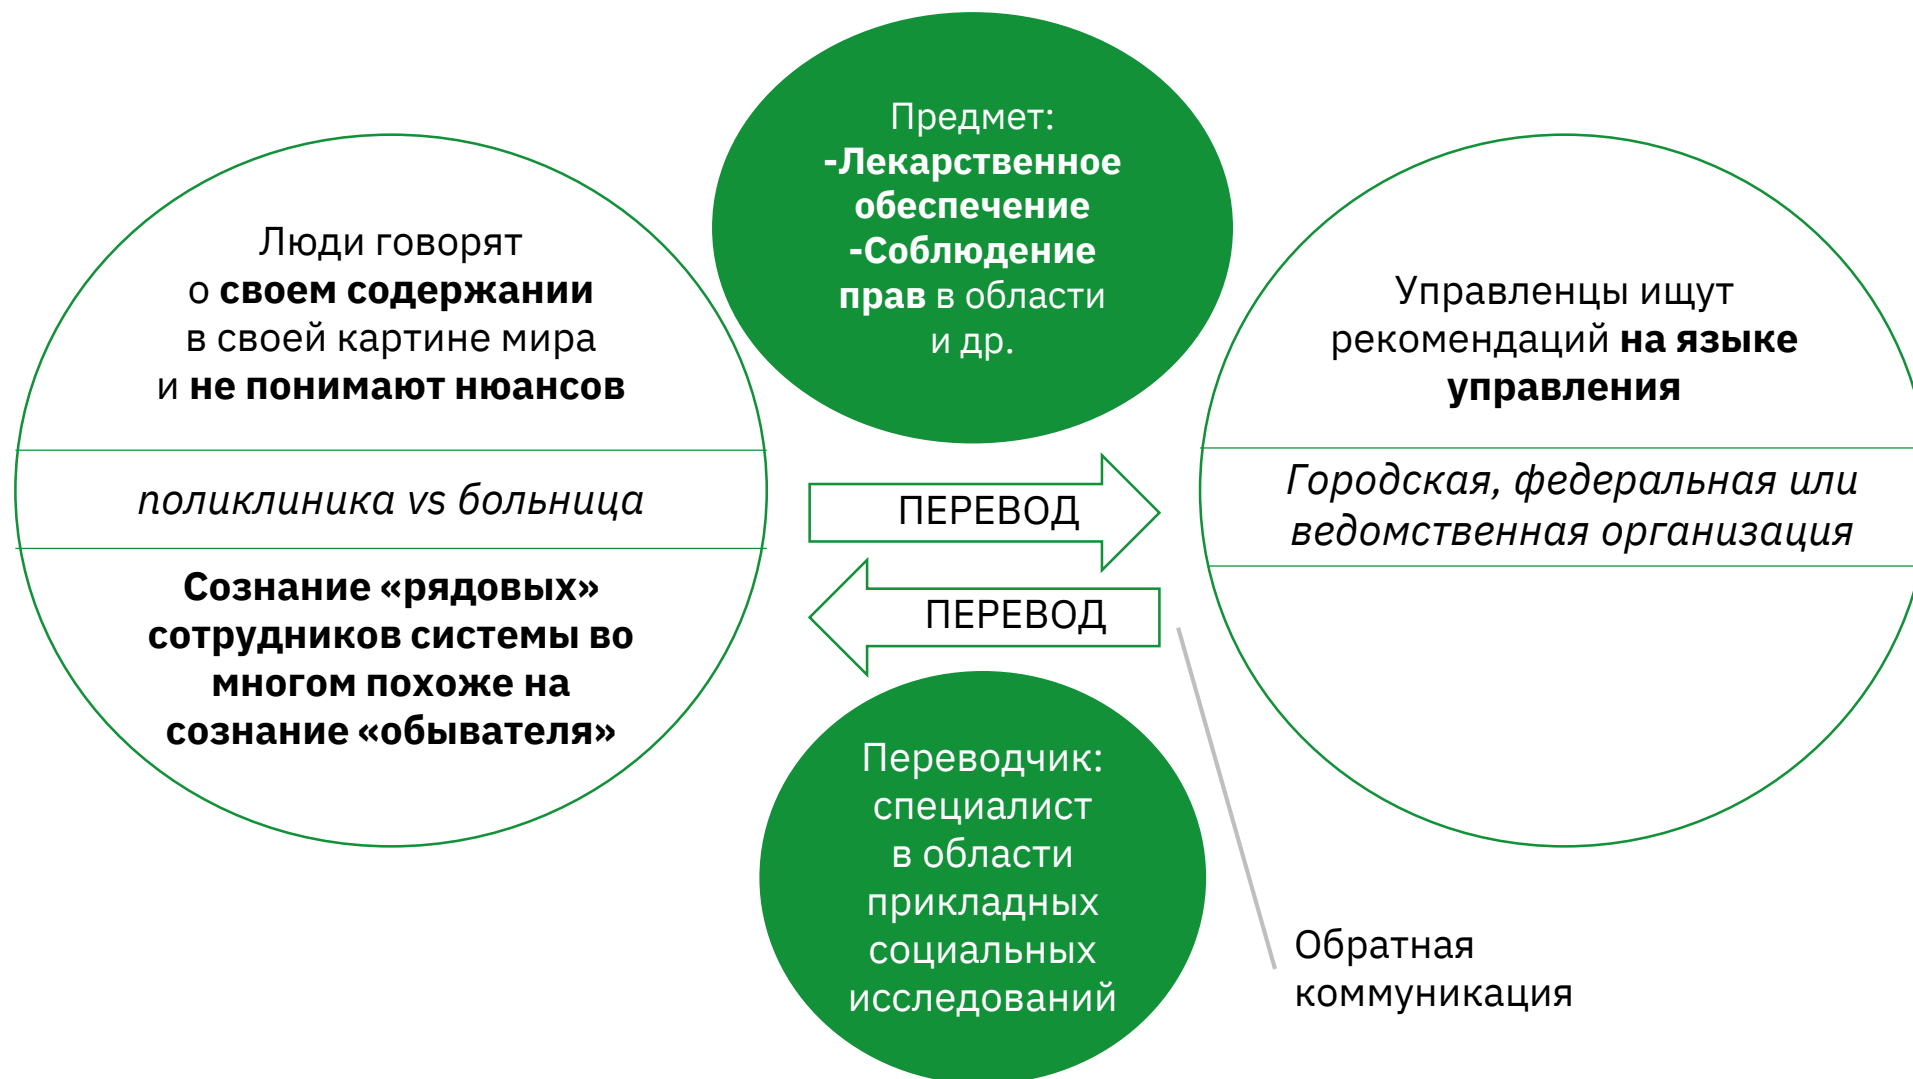 Предмет:
-Лекарственное
обеспечение
-Соблюдение
прав в области
и др.
Люди говорят
о своем содержании
в своей картине мира
и не понимают нюансов
поликлиника vs больница
Сознание «рядовых»
сотрудников системы во
многом похоже на
сознание «обывателя»
ПЕРЕВОД
ПЕРЕВОД
Управленцы ищут
рекомендаций на языке
управления
Городская, федеральная или
ведомственная организация
Переводчик:
специалист
в области
прикладных
социальных
исследований
Обратная
коммуникация